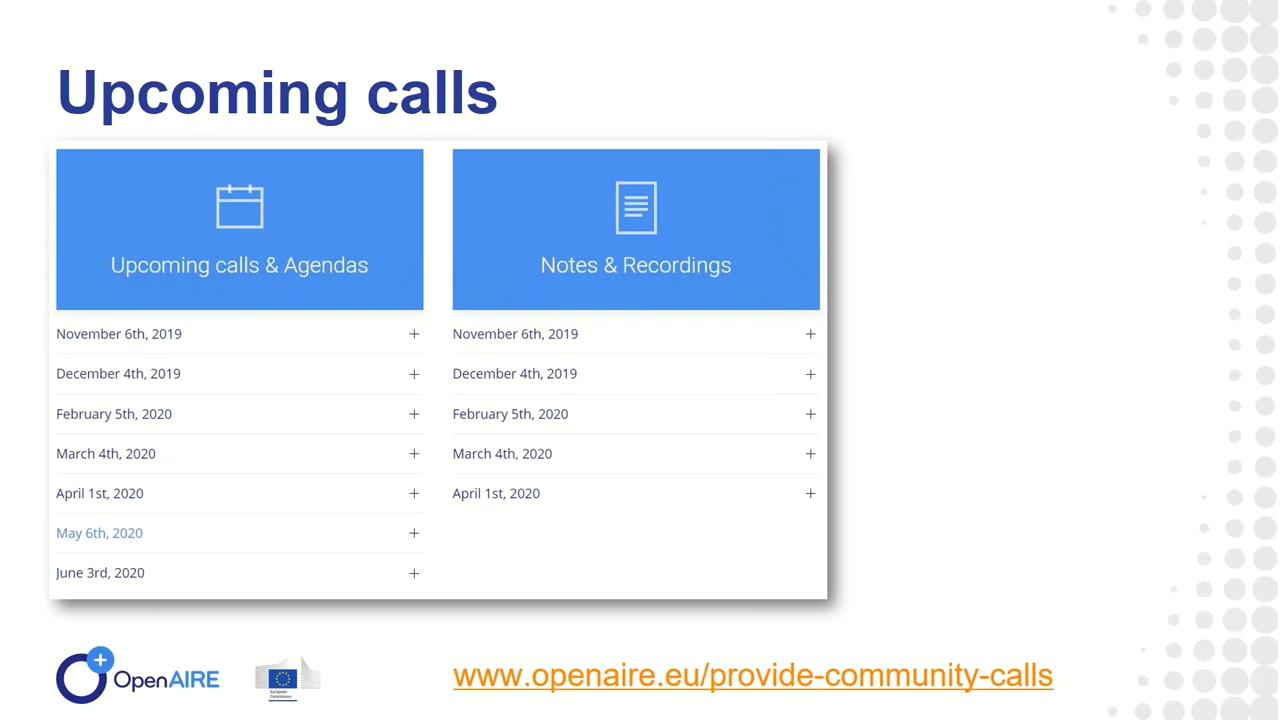 Upcoming calls
Upcoming calls & Agendas
November 6th, 2019
December 4th, 2019
February 5th, 2020
March 4th, 2020
April 1st, 2020
May 6th, 2020
June 3rd, 2020
Notes & Recordings
November 6th, 2019
December 4th, 2019
February 5th, 2020
March 4th, 2020
April 1st, 2020
OpenAIRE
European
Commission
www.openaire.eu/provide-community-calls